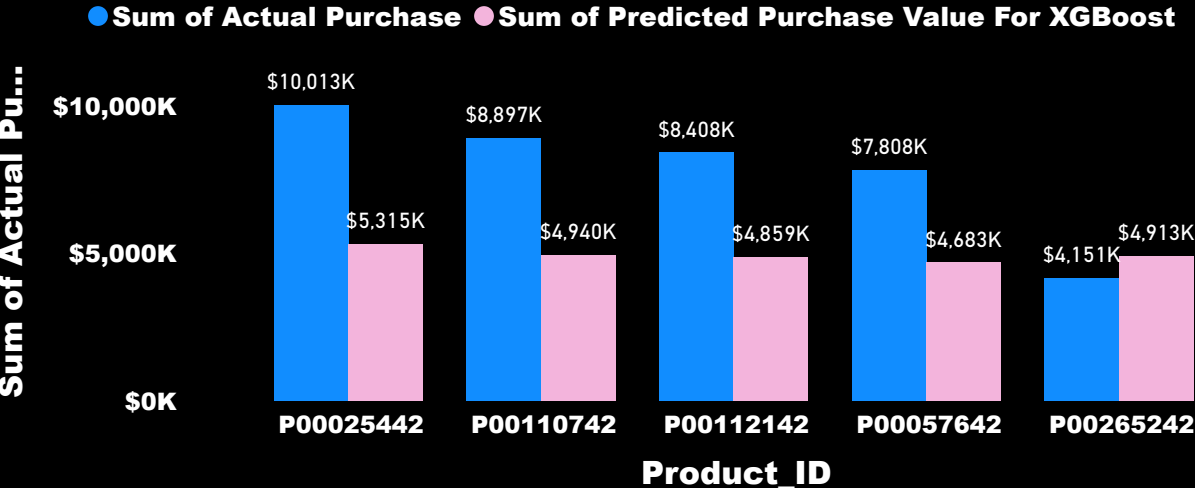 Sum of Actual Purchase Sum of Predicted Purchase Value For XGBoost
Sum of Actual Pu...
$10,000K
$5,000K
$0K
$10,013K
$5,315K
$8,897K
$4,940K
$8,408K
$4,859K
$7,808K
$4,683K
$4,151K
$4,913K
P00025442 P00110742 P00112142 P00057642 P00265242
Product_ID